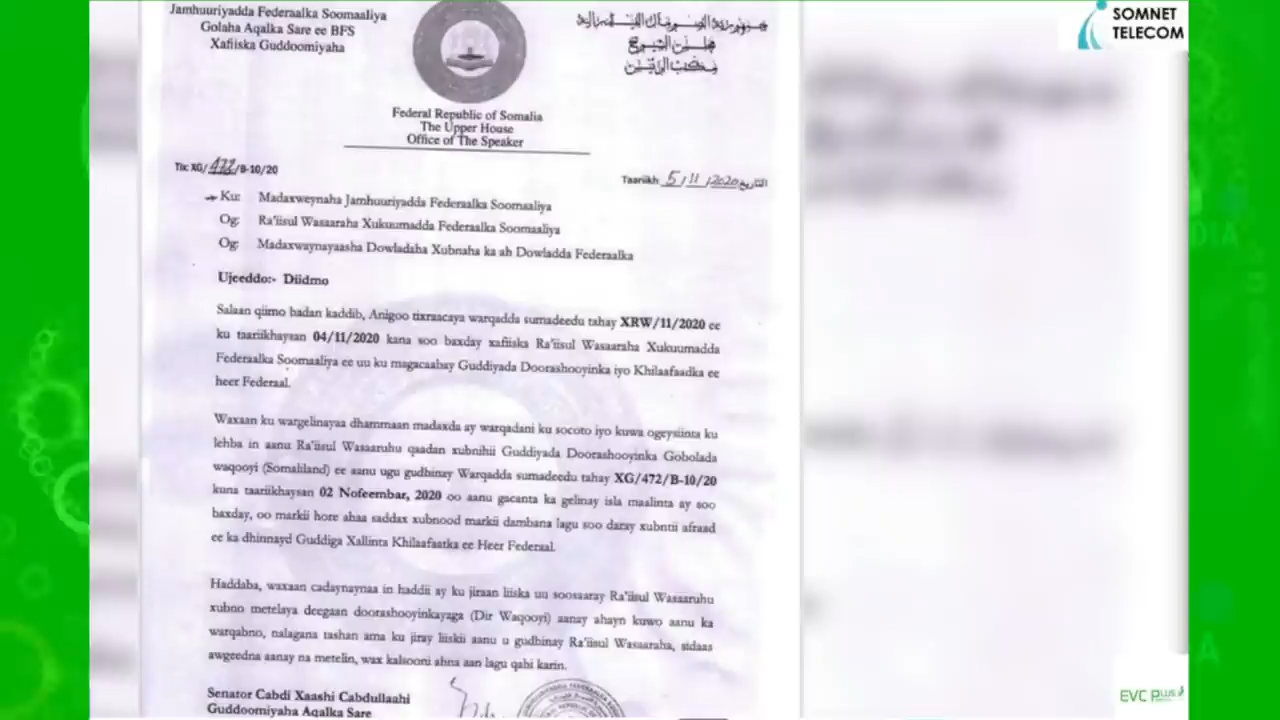 Jamhuuriyadda Federaalka Soomaaliya
Golaha Aqalka Sare ee BFS
Xafiiska Guddoomiyaha
SOMNET
TELECOM
Federal Republic of Somalia
The Upper House
Office of The Speaker
Tix: XG/472/B-10/20
Taariikh: 5/11/2020 التاريخ
Ku: Madaxweynaha Jamhuuriyadda Federaalka Soomaaliya
Og: Ra'iisul Wasaaraha Xukuumadda Federaalka Soomaaliya
Og: Madaxwaynayaasha Dowladaha Xubnaha ka ah Dowladda Federaalka
Ujeeddo:- Diidmo
Salaan qiimo badan kaddib, Anigoo tixraacaya warqadda sumadeedu tahay XRW/11/2020 ee
ku taariikhaysan 04/11/2020 kana soo baxday xafiiska Ra'iisul Wasaaraha Xukuumadda
Federaalka Soomaaliya ee uu ku magacaabay Guddiyada Doorashooyinka iyo Khilaafaadka ee
heer Federaal.
Waxaan ku wargelinayaa dhammaan madaxda ay warqadani ku socoto iyo kuwa ogeysiinta ku
lehba in aanu Ra'iisul Wasaaruhu qaadan xubnihii Guddiyada Doorashooyinka Gobolada
waqooyi (Somaliland) ee aanu ugu gudbinay Warqadda sumadeedu tahay XG/472/B-10/20
kuna taariikhaysan 02 Nofeembar, 2020 oo aanu gacanta ka gelinay isla maalinta ay soo
baxday, oo markii hore ahaa saddax xubnood markii dambana lagu soo daray xubntii afraad
ee ka dhinnayd Guddiga Xallinta Khilaafaatka ee Heer Federaal.
Haddaba, waxaan cadaynaynaa in haddii ay ku jiraan liiska uu soosaaray Ra'iisul Wasaaruhu
xubno metelaya deegaan doorashooyinkayaga (Dir Waqooyi) aanay ahayn kuwo aanu ka
warqabno, nalagana tashan ama ku jiray liiskii aanu u gudbinay Ra'iisul Wasaaraha, sidaas
awgeedna aanay na metelin, wax kalsooni ahna aan lagu qabi karin.
Senator Cabdi Xaashi Cabdullaahi
Guddoomiyaha Aqalka Sare
EVC Plus